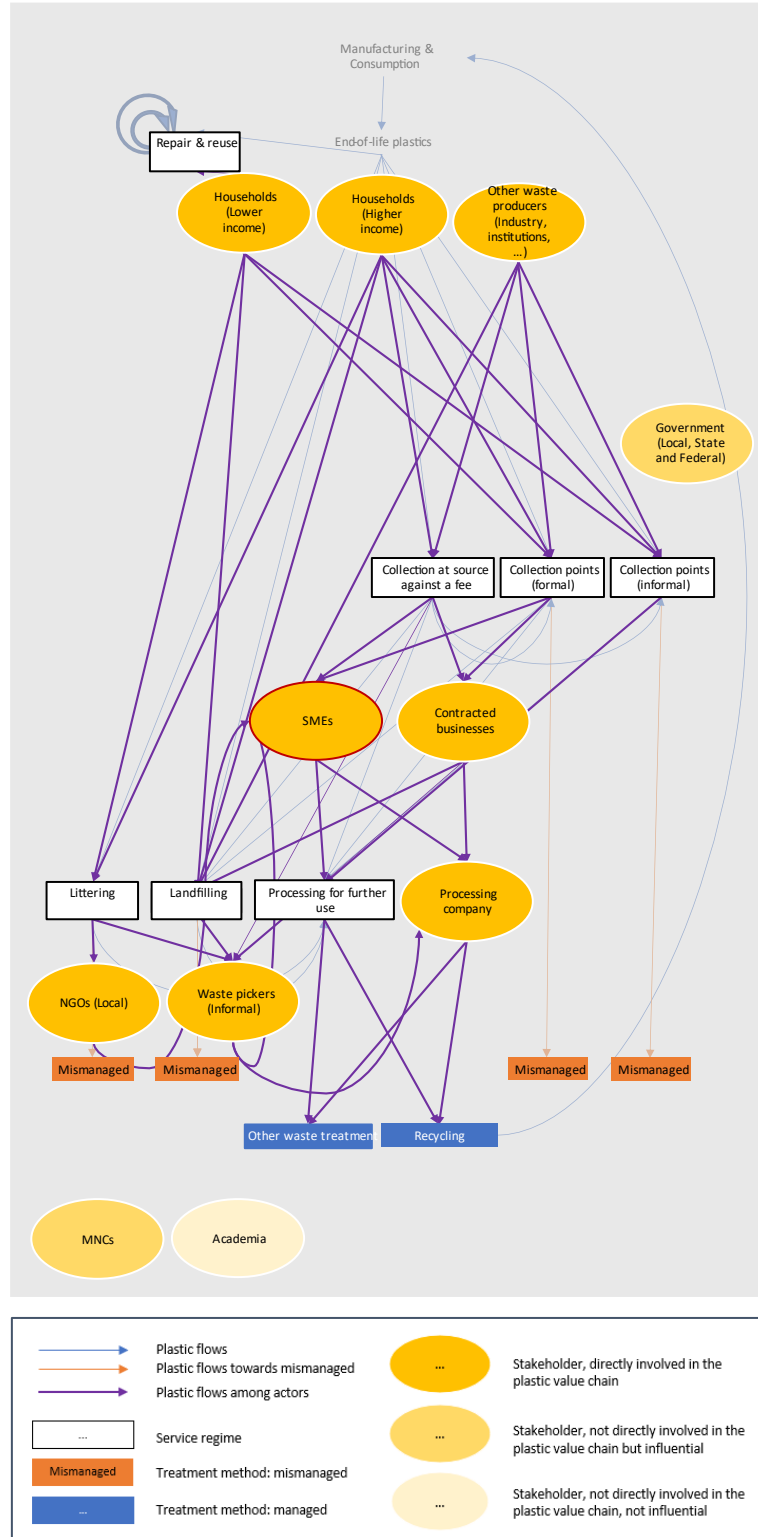 Manufacturing &
Consumption
End-of-life plastics
Repair & reuse
Households
(Lower
income)
Households
(Higher
income)
Other waste
producers
(Industry,
institutions,
...)
Government
(Local, State
and Federal)
Collection at source
against a fee
Collection points
(formal)
Collection points
(informal)
SMEs
Contracted
businesses
Littering
Landfilling
Processing for further
use
Processing
company
NGOs (Local)
Waste pickers
(Informal)
Mismanaged
Mismanaged
Mismanaged
Mismanaged
Other waste treatment
Recycling
MNCs
Academia
Plastic flows
Plastic flows towards mismanaged
Plastic flows among actors
...
Service regime
Mismanaged
Treatment method: mismanaged
...
Treatment method: managed
...
Stakeholder, directly involved in the
plastic value chain
...
Stakeholder, not directly involved in the
plastic value chain but influential
...
Stakeholder, not directly involved in the
plastic value chain, not influential